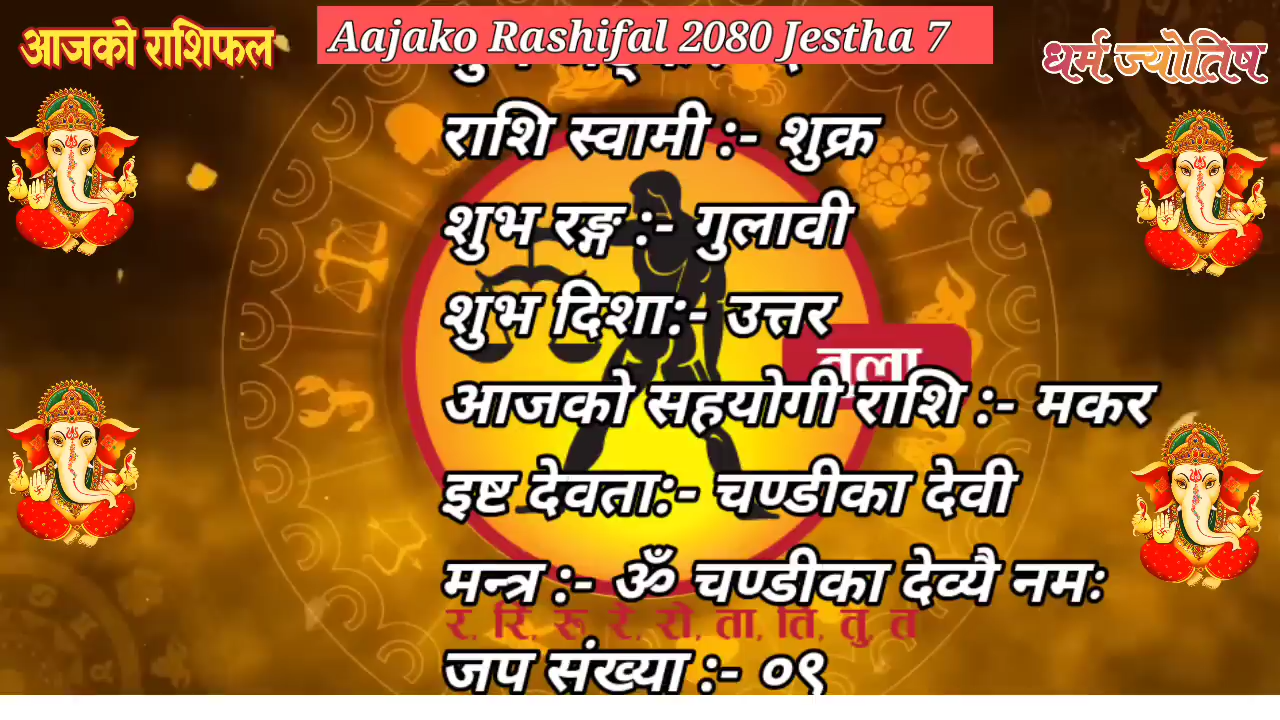 आजको राशिफल
Aajako Rashifal 2080 Jestha 7
धर्म ज्योतिष
राशि स्वामी :- शुक्र
शुभ रङ्ग :- गुलावी
शुभ दिशा:- उत्तर
तुला
आजको सहयोगी राशि :- मकर
इष्ट देवता:- चण्डीका देवी
मन्त्र :- ॐ चण्डीका देव्यै नमः
र, रि, रू, रे, रो, ता, ति, तु, त
जप संख्या :- ०९